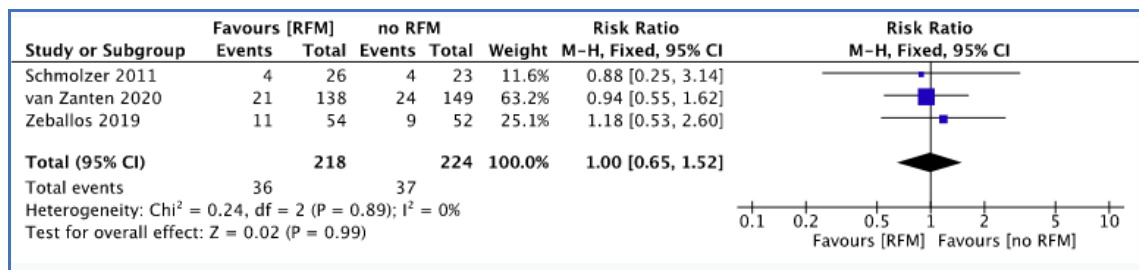 Favours [RFM] no RFM Risk Ratio Risk Ratio
Study or Subgroup Events Total Events Total Weight M-H, Fixed, 95% CI M-H, Fixed, 95% CI
Schmolzer 2011 4 26 4 23 11.6% 0.88 [0.25, 3.14]
van Zanten 2020 21 138 24 149 63.2% 0.94 [0.55, 1.62]
Zeballos 2019 11 54 9 52 25.1% 1.18 [0.53, 2.60]
Total (95% CI) 218 224 100.0% 1.00 [0.65, 1.52]
Total events 36 37
Heterogeneity: Chi² = 0.24, df = 2 (P = 0.89); I² = 0%
Test for overall effect: Z = 0.02 (P = 0.99)
0.1 0.2 0.5 1 2 5 10
Favours [RFM] Favours [no RFM]